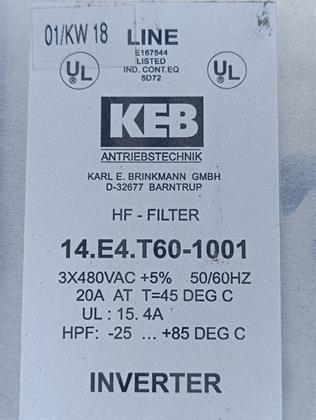 01/KW 18
LINE
E167544
LISTED
IND. CONT.EQ
5D72
UL
UL
KEB
ANTRIEBSTECHNIK
KARL E. BRINKMANN GMBH
D-32677 BARNTRUP
HF - FILTER
14.E4.T60-1001
3X480VAC +5% 50/60HZ
20A AT T=45 DEG C
UL : 15. 4A
HPF: -25 ... +85 DEG C
INVERTER